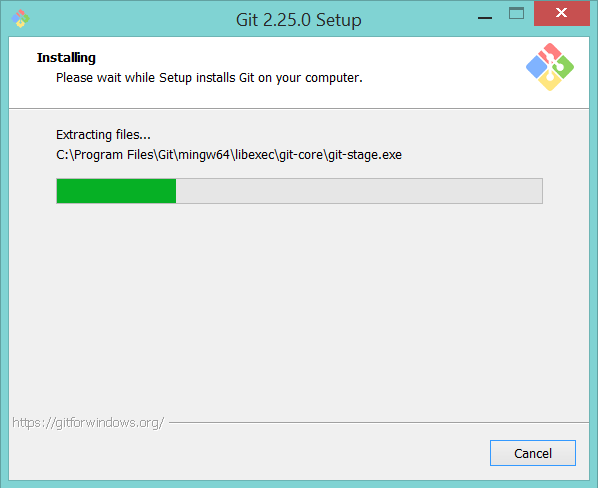 Git 2.25.0 Setup
Installing
Please wait while Setup installs Git on your computer.
Extracting files...
C:\Program Files\Git\mingw64\libexec\git-core\git-stage.exe
https://gitforwindows.org/
Cancel